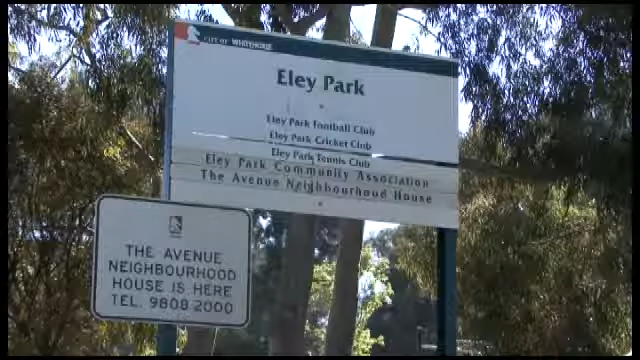 CITY OF WHITEHORSE
Eley Park
Eley Park Football Club
Eley Park Cricket Club
Eley Park Tennis Club
Eley Park Community Association
The Avenue Neighbourhood House
THE AVENUE
NEIGHBOURHOOD
HOUSE IS HERE
TEL. 9808 2000